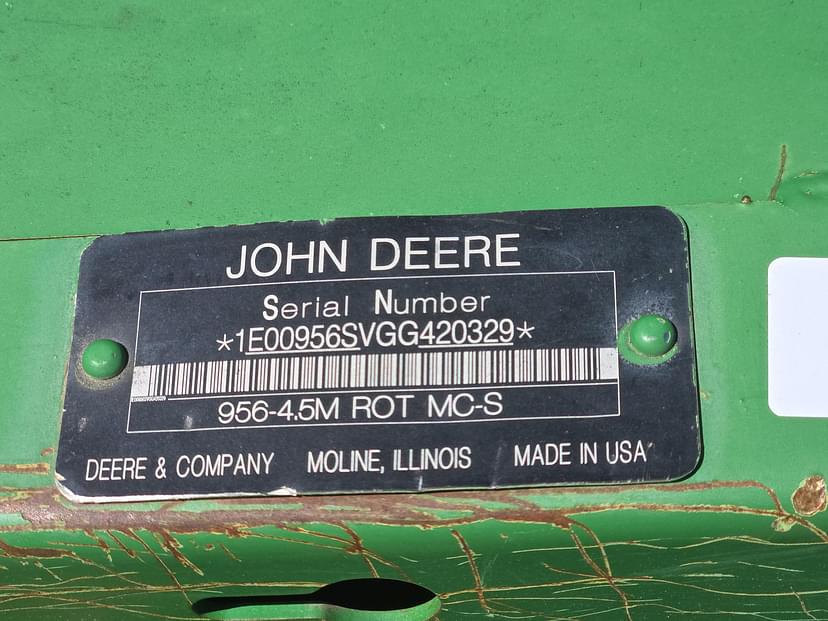 JOHN DEERE
Serial Number
*1E00956SVGG420329*
956-4.5M ROT MC-S
DEERE & COMPANY MOLINE, ILLINOIS MADE IN USA